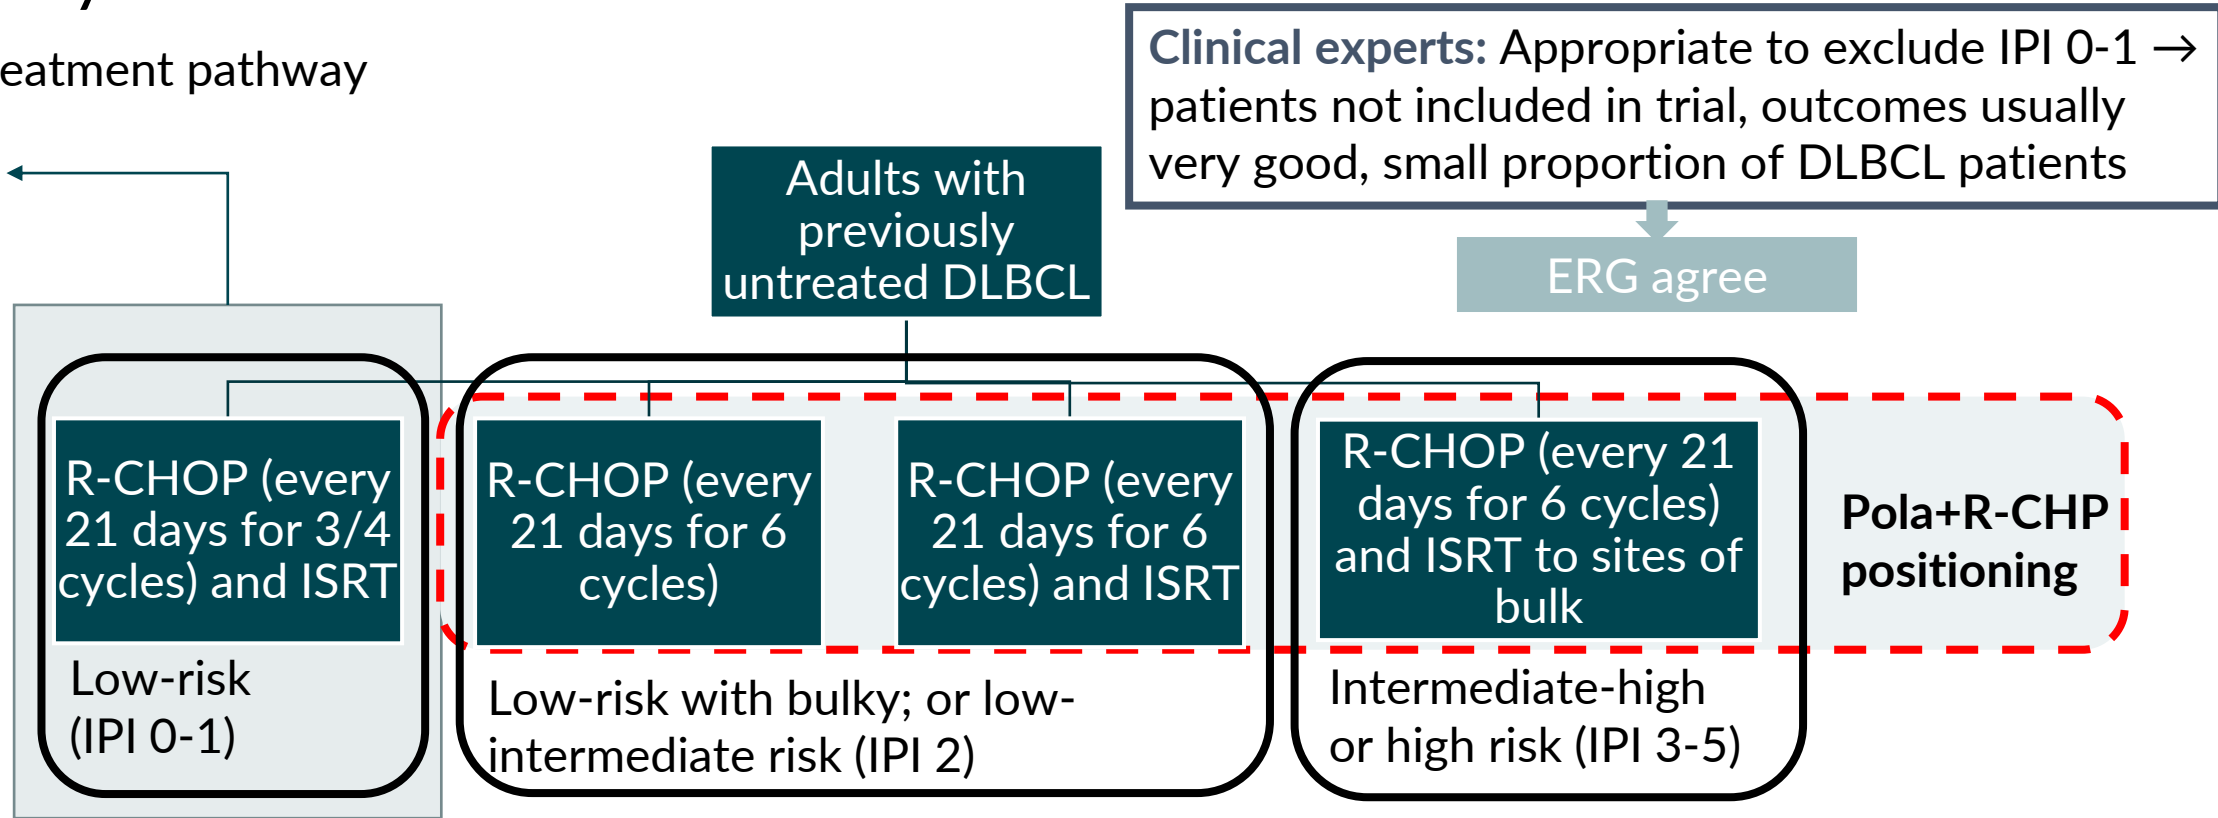 eatment pathway
Clinical experts: Appropriate to exclude IPI 0-1 →
patients not included in trial, outcomes usually
very good, small proportion of DLBCL patients
ERG agree
Adults with
previously
untreated DLBCL
R-CHOP (every
21 days for 3/4
cycles) and ISRT
Low-risk
(IPI 0-1)
R-CHOP (every
21 days for 6
cycles)
R-CHOP (every
21 days for 6
cycles) and ISRT
Low-risk with bulky; or low-
intermediate risk (IPI 2)
R-CHOP (every 21
days for 6 cycles)
and ISRT to sites of
bulk
Intermediate-high
or high risk (IPI 3-5)
Pola+R-CHP
positioning